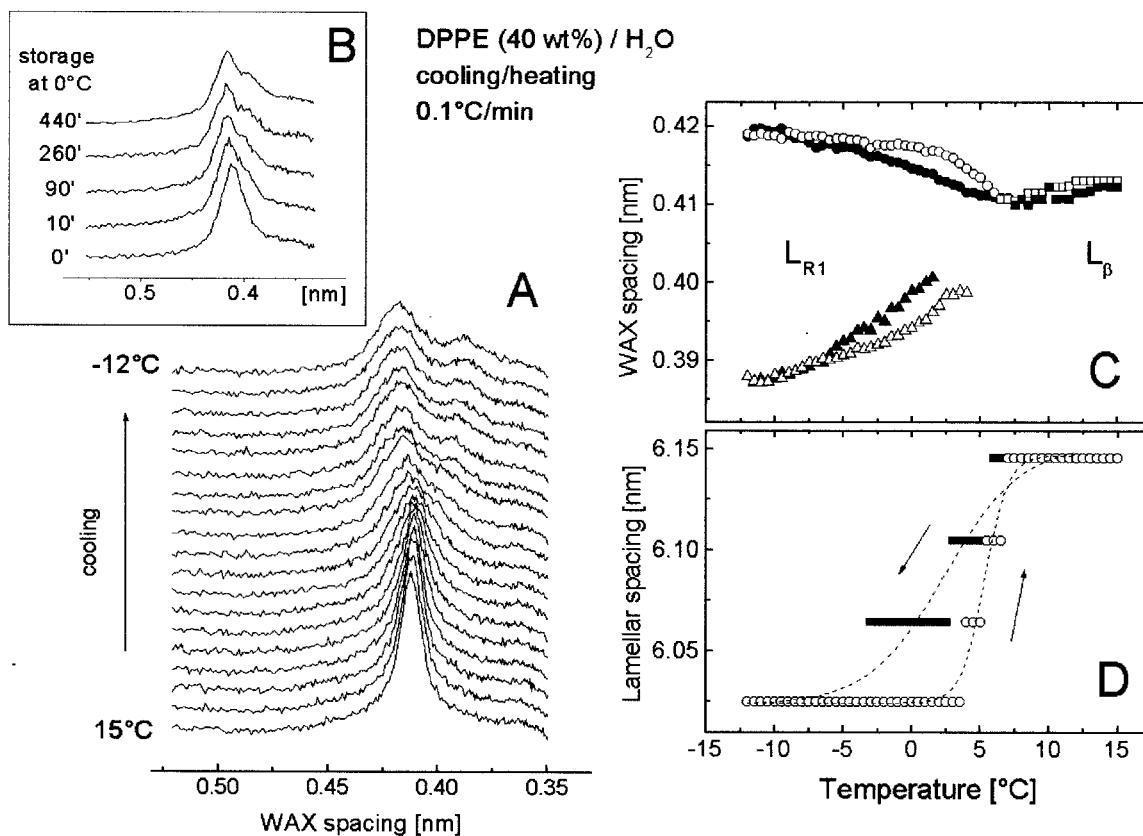 DPPE (40 wt%) / H₂O
cooling/heating
0.1°C/min
B
storage
at 0°C
440'
260'
90'
10'
0'
0.5
0.4
[nm]
A
-12°C
cooling
15°C
0.50
0.45
0.40
0.35
WAX spacing [nm]
0.42
0.41
0.40
0.39
WAX spacing [nm]
L_R1
L_β
C
6.15
6.10
6.05
Lamellar spacing [nm]
D
-15
-10
-5
0
5
10
15
Temperature [°C]